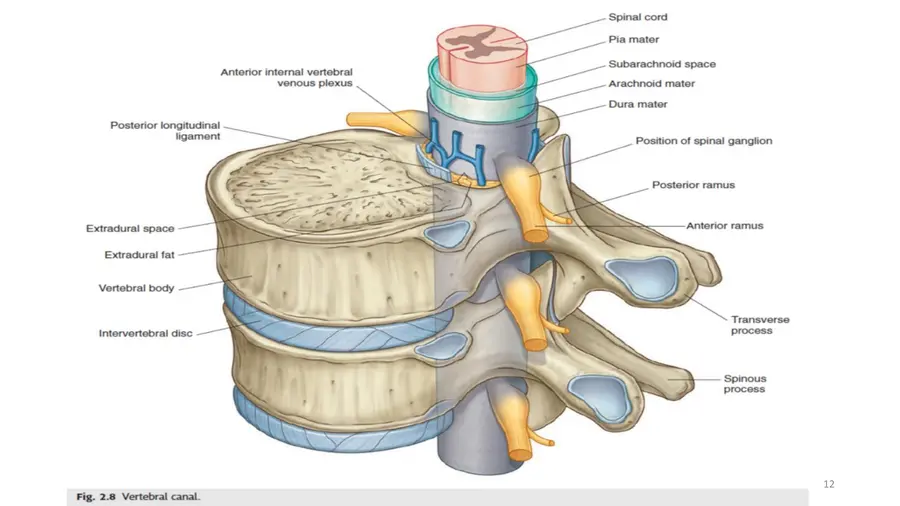 Spinal cord
Pia mater
Subarachnoid space
Arachnoid mater
Dura mater
Anterior internal vertebral
venous plexus
Posterior longitudinal
ligament
Position of spinal ganglion
Posterior ramus
Anterior ramus
Extradural space
Extradural fat
Vertebral body
Intervertebral disc
Transverse
process
Spinous
process
12
Fig. 2.8 Vertebral canal.